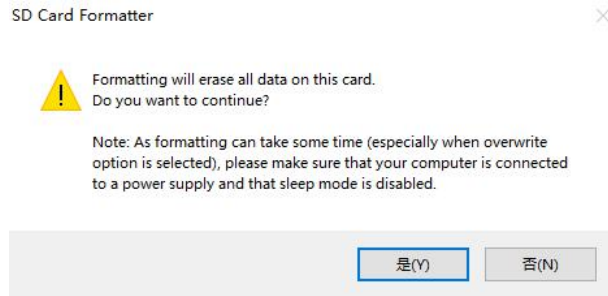 SD Card Formatter
Formatting will erase all data on this card.
Do you want to continue?
Note: As formatting can take some time (especially when overwrite
option is selected), please make sure that your computer is connected
to a power supply and that sleep mode is disabled.
是(Y)
否(N)